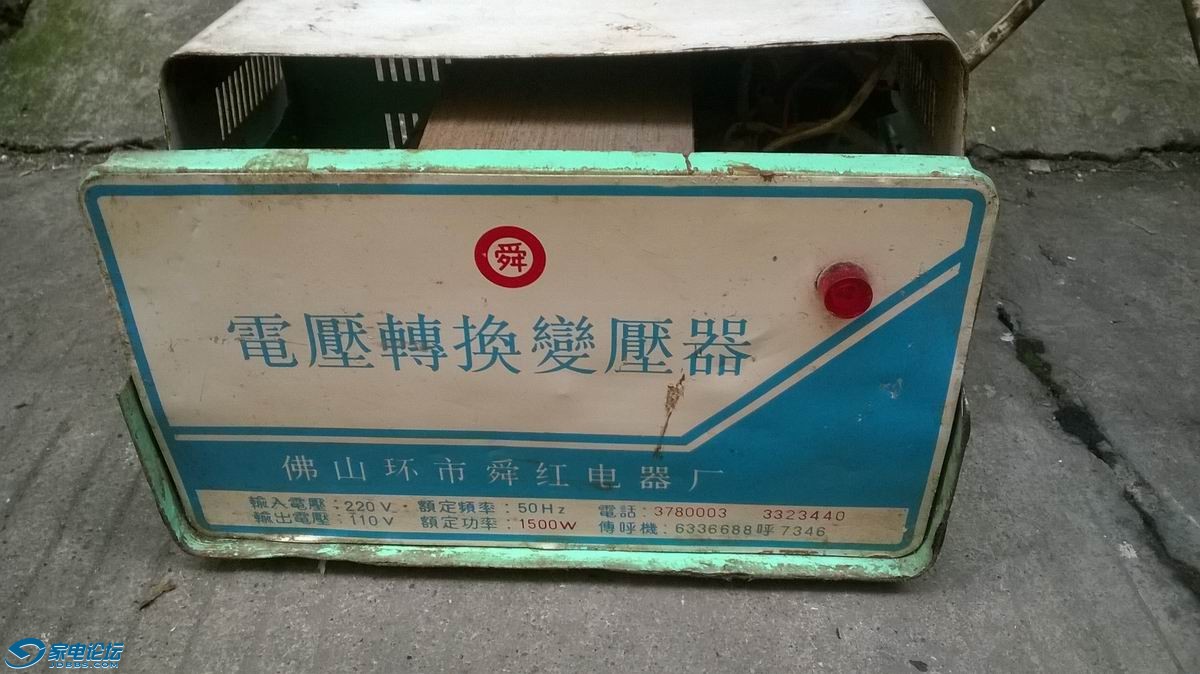 舜
電壓轉換變壓器
佛山环市舜红电器厂
輸入電壓:220V 額定頻率:50Hz 電話:3780003 3323440
輸出電壓:110V 額定功率:1500W 傳呼機:6336688呼7346
家电论坛
JDBBS.COM